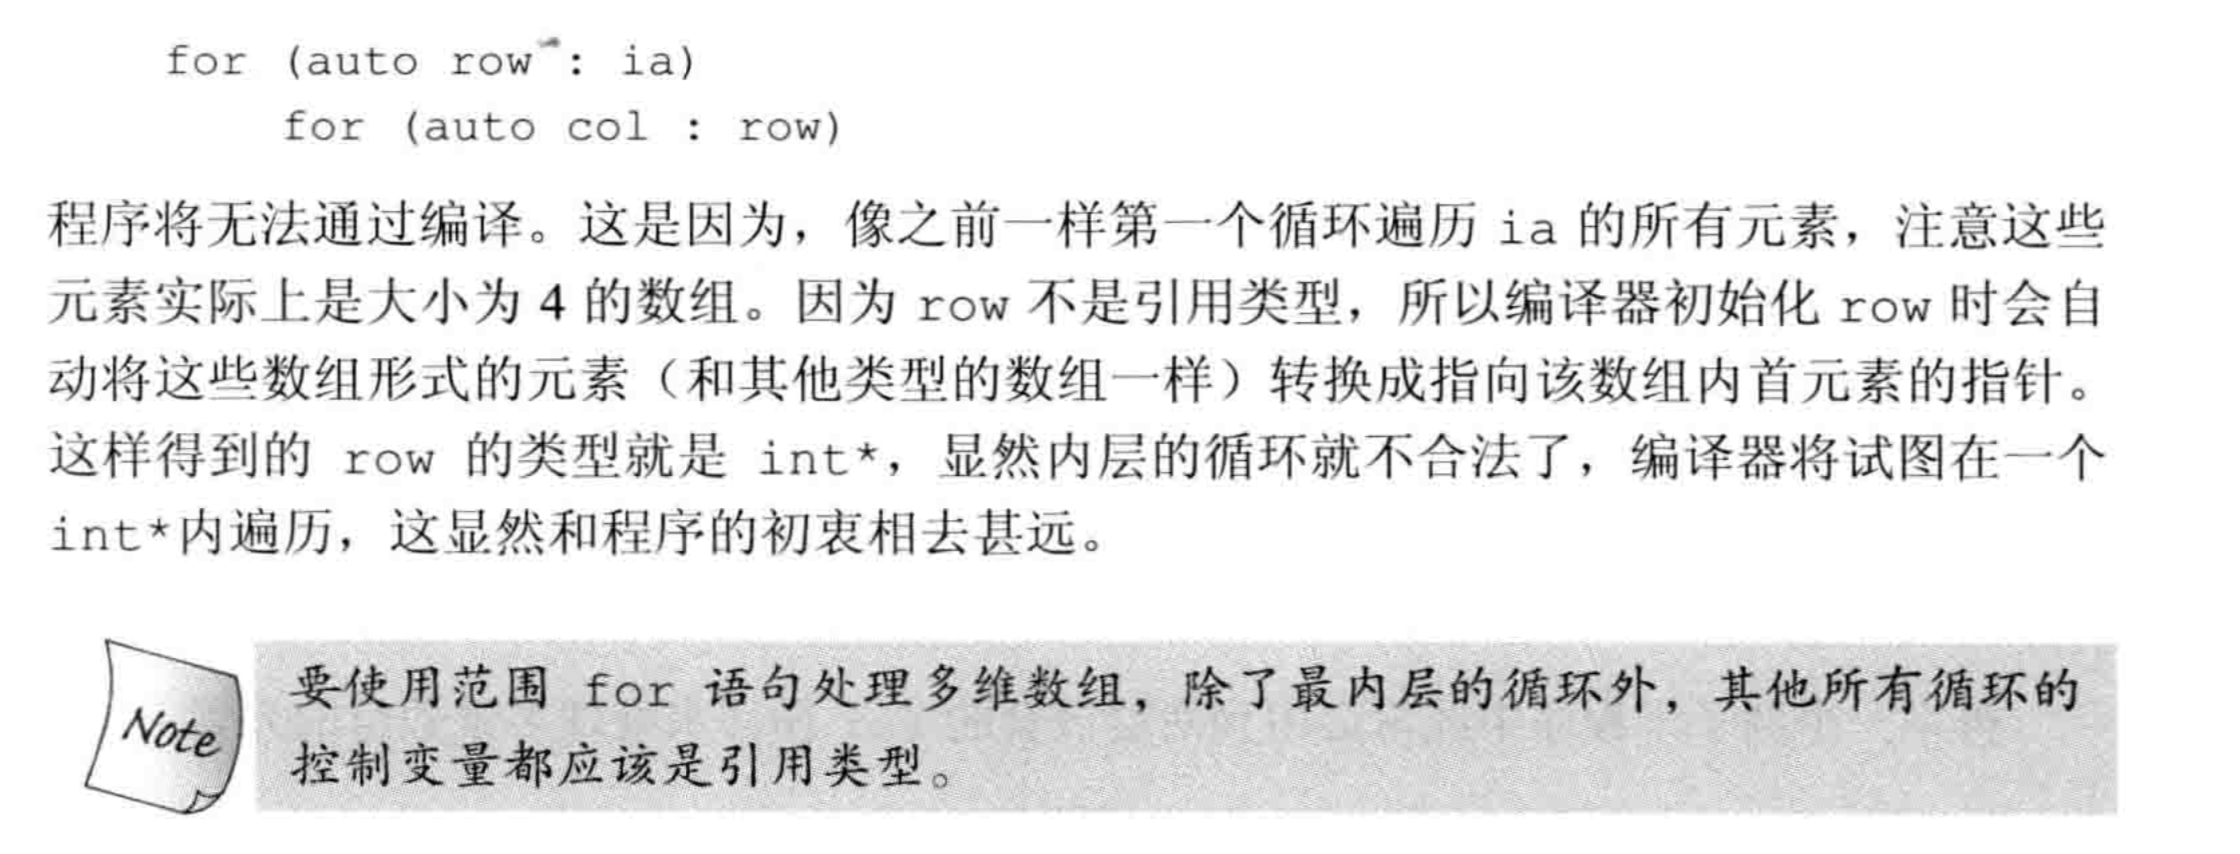 for (auto row : ia)
for (auto col : row)
程序将无法通过编译。这是因为，像之前一样第一个循环遍历 ia 的所有元素，注意这些
元素实际上是大小为 4 的数组。因为 row 不是引用类型，所以编译器初始化 row 时会自
动将这些数组形式的元素（和其他类型的数组一样）转换成指向该数组内首元素的指针。
这样得到的 row 的类型就是 int*，显然内层的循环就不合法了，编译器将试图在一个
int*内遍历，这显然和程序的初衷相去甚远。
Note
要使用范围 for 语句处理多维数组，除了最内层的循环外，其他所有循环的
控制变量都应该是引用类型。